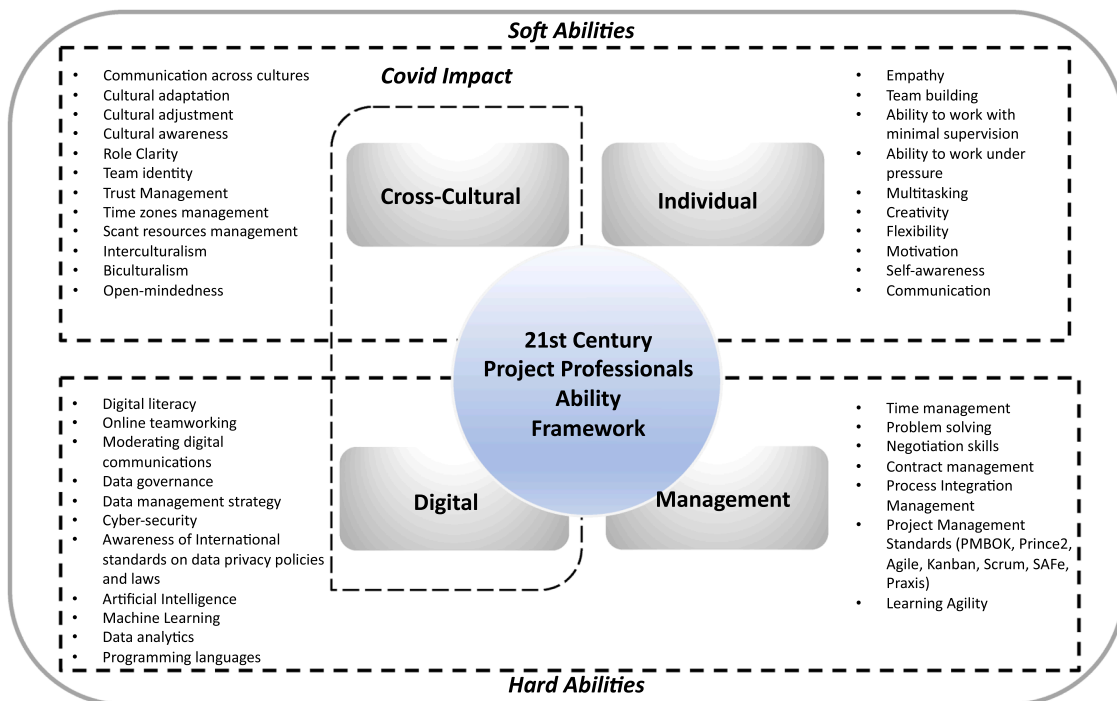 Soft Abilities
• Communication across cultures
• Cultural adaptation
• Cultural adjustment
• Cultural awareness
• Role Clarity
• Team identity
• Trust Management
• Time zones management
• Scant resources management
• Interculturalism
• Biculturalism
• Open-mindedness
Covid Impact
Cross-Cultural
Individual
• Empathy
• Team building
• Ability to work with
minimal supervision
• Ability to work under
pressure
• Multitasking
• Creativity
• Flexibility
• Motivation
• Self-awareness
• Communication
21st Century
Project Professionals
Ability
Framework
• Digital literacy
• Online teamworking
• Moderating digital
communications
• Data governance
• Data management strategy
• Cyber-security
• Awareness of International
standards on data privacy policies
and laws
• Artificial Intelligence
• Machine Learning
• Data analytics
• Programming languages
Digital
Management
• Time management
• Problem solving
• Negotiation skills
• Contract management
• Process Integration
Management
• Project Management
Standards (PMBOK, Prince2,
Agile, Kanban, Scrum, SAFe,
Praxis)
• Learning Agility
Hard Abilities